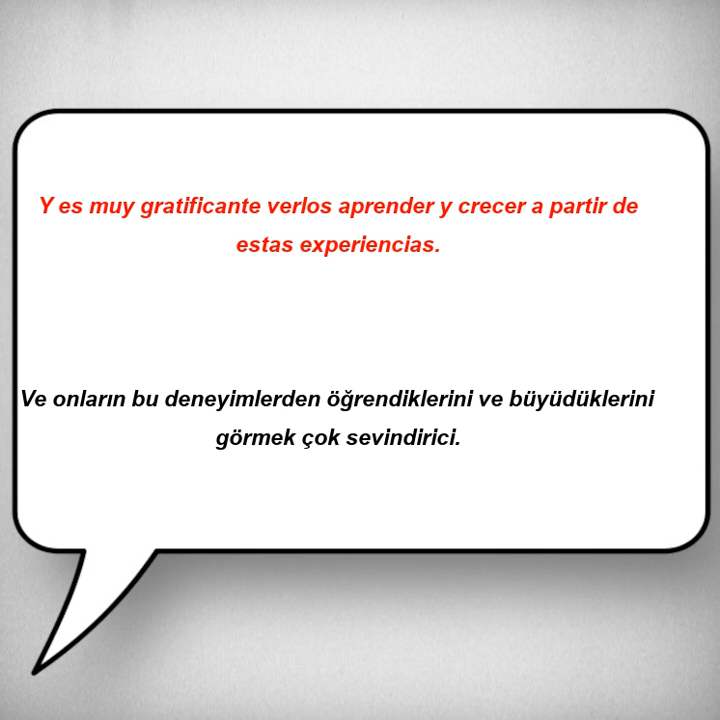 Y es muy gratificante verlos aprender y crecer a partir de
estas experiencias.
Ve onların bu deneyimlerden öğrendiklerini ve büyüdüklerini
görmek çok sevindirici.